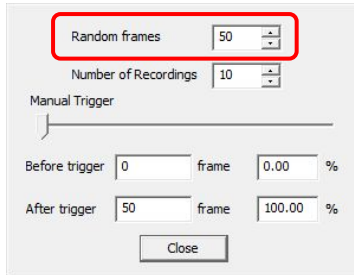 Random frames 50
Number of Recordings 10
Manual Trigger
Before trigger 0 frame 0.00 %
After trigger 50 frame 100.00 %
Close